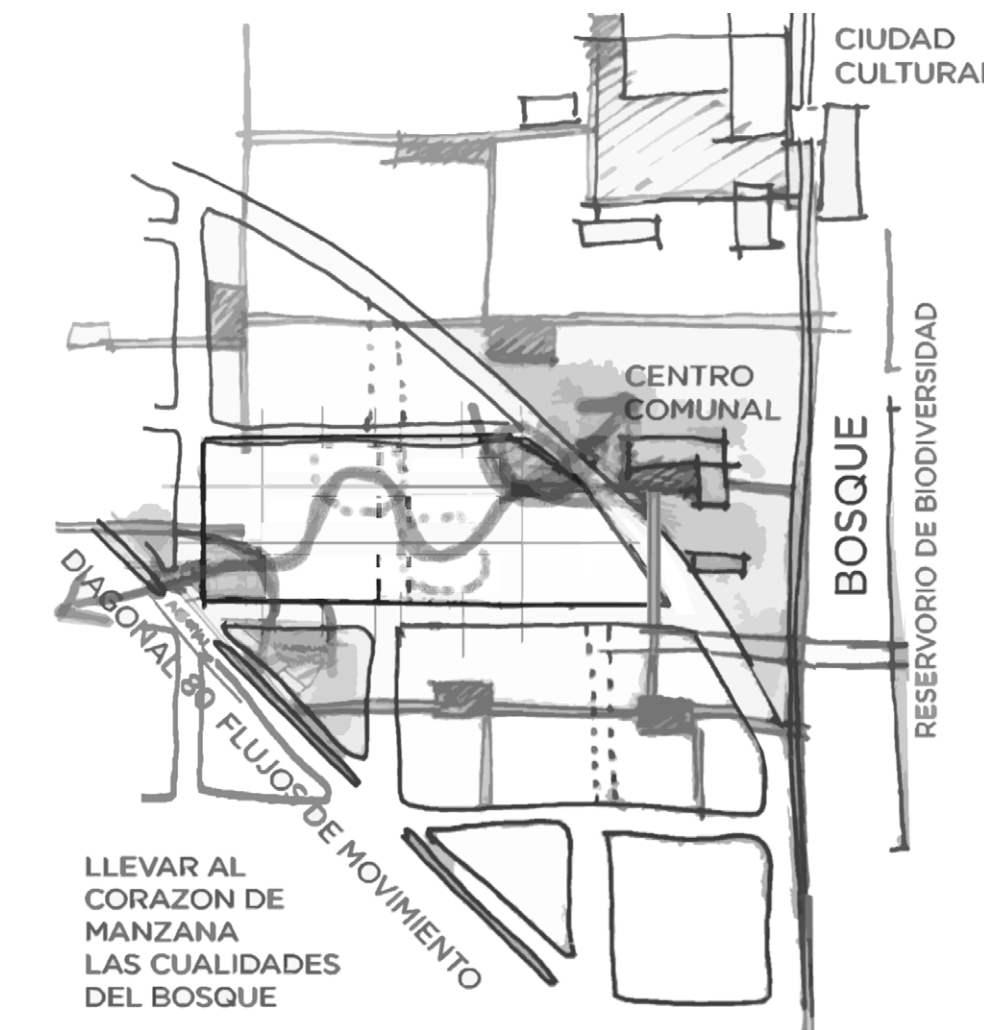 CIUDAD
CULTURAL
CENTRO
COMUNAL
BOSQUE
RESERVORIO DE BIODIVERSIDAD
DIAGONAL 80 FLUJOS DE MOVIMIENTO
LLEVAR AL
CORAZON DE
MANZANA
LAS CUALIDADES
DEL BOSQUE